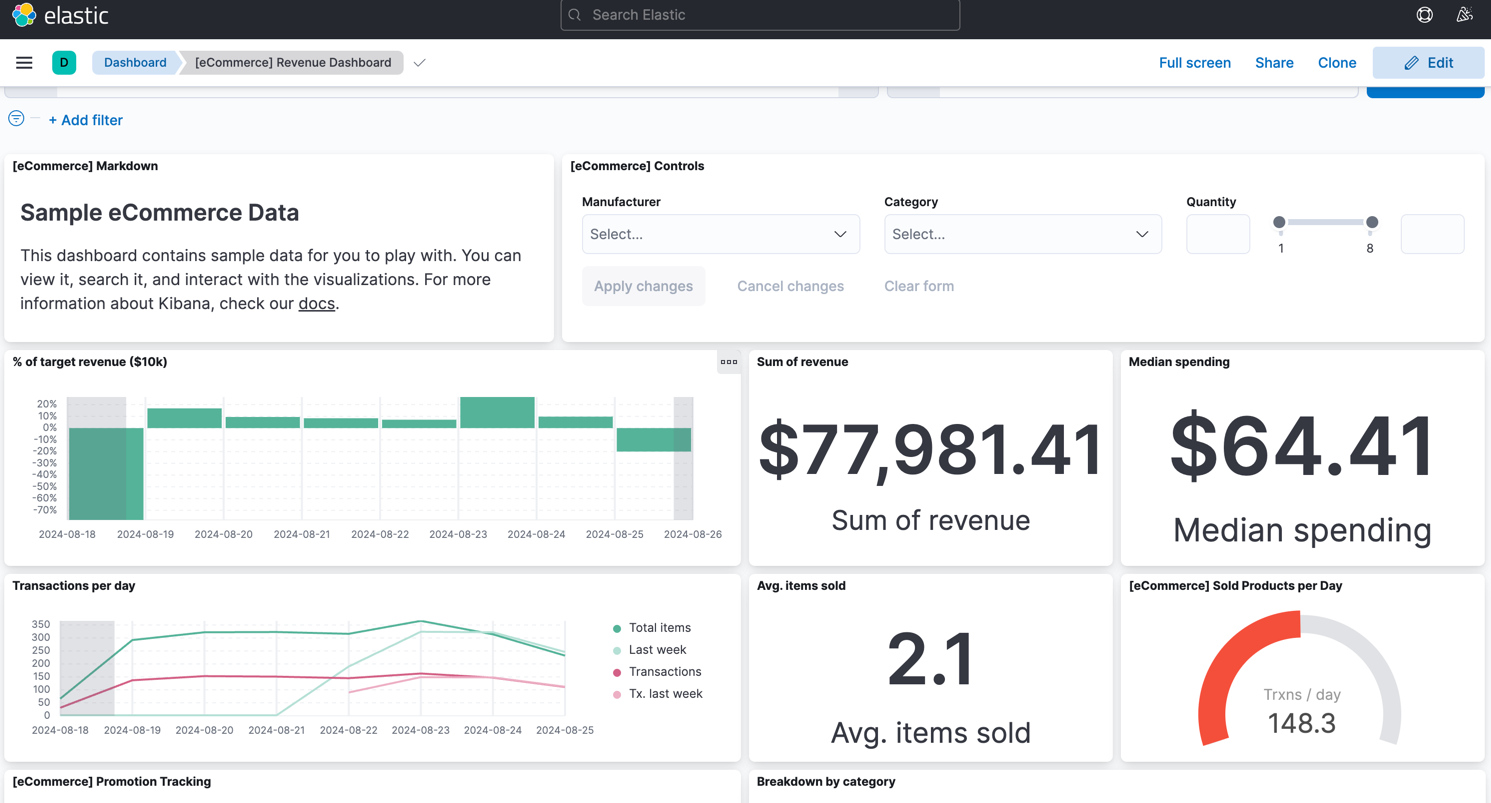 elastic
Search Elastic
D
Dashboard
[eCommerce] Revenue Dashboard
Full screen
Share
Clone
Edit
+ Add filter
[eCommerce] Markdown
Sample eCommerce Data
This dashboard contains sample data for you to play with. You can
view it, search it, and interact with the visualizations. For more
information about Kibana, check our docs.
[eCommerce] Controls
Manufacturer
Select...
Category
Select...
Quantity
1
8
Apply changes
Cancel changes
Clear form
% of target revenue ($10k)
20%
10%
0%
-10%
-20%
-30%
-40%
-50%
-60%
-70%
2024-08-18
2024-08-19
2024-08-20
2024-08-21
2024-08-22
2024-08-23
2024-08-24
2024-08-25
2024-08-26
Sum of revenue
$77,981.41
Sum of revenue
Median spending
$64.41
Median spending
Transactions per day
350
300
250
200
150
100
50
0
2024-08-18
2024-08-19
2024-08-20
2024-08-21
2024-08-22
2024-08-23
2024-08-24
2024-08-25
Total items
Last week
Transactions
Tx. last week
Avg. items sold
2.1
Avg. items sold
[eCommerce] Sold Products per Day
Trxns / day
148.3
[eCommerce] Promotion Tracking
Breakdown by category